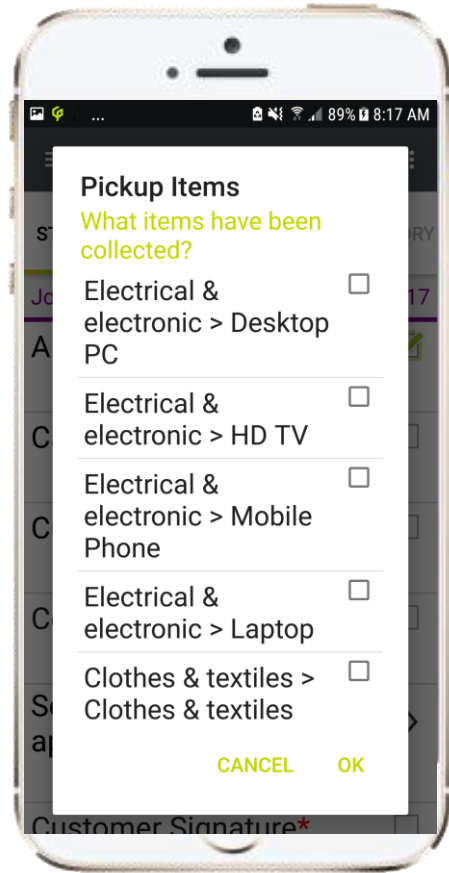 ... 89% 8:17 AM
Pickup Items
What items have been
collected?
Electrical &
electronic > Desktop
PC
Electrical &
electronic > HD TV
Electrical &
electronic > Mobile
Phone
Electrical &
electronic > Laptop
Clothes & textiles >
Clothes & textiles
CANCEL OK
Customer Signature*